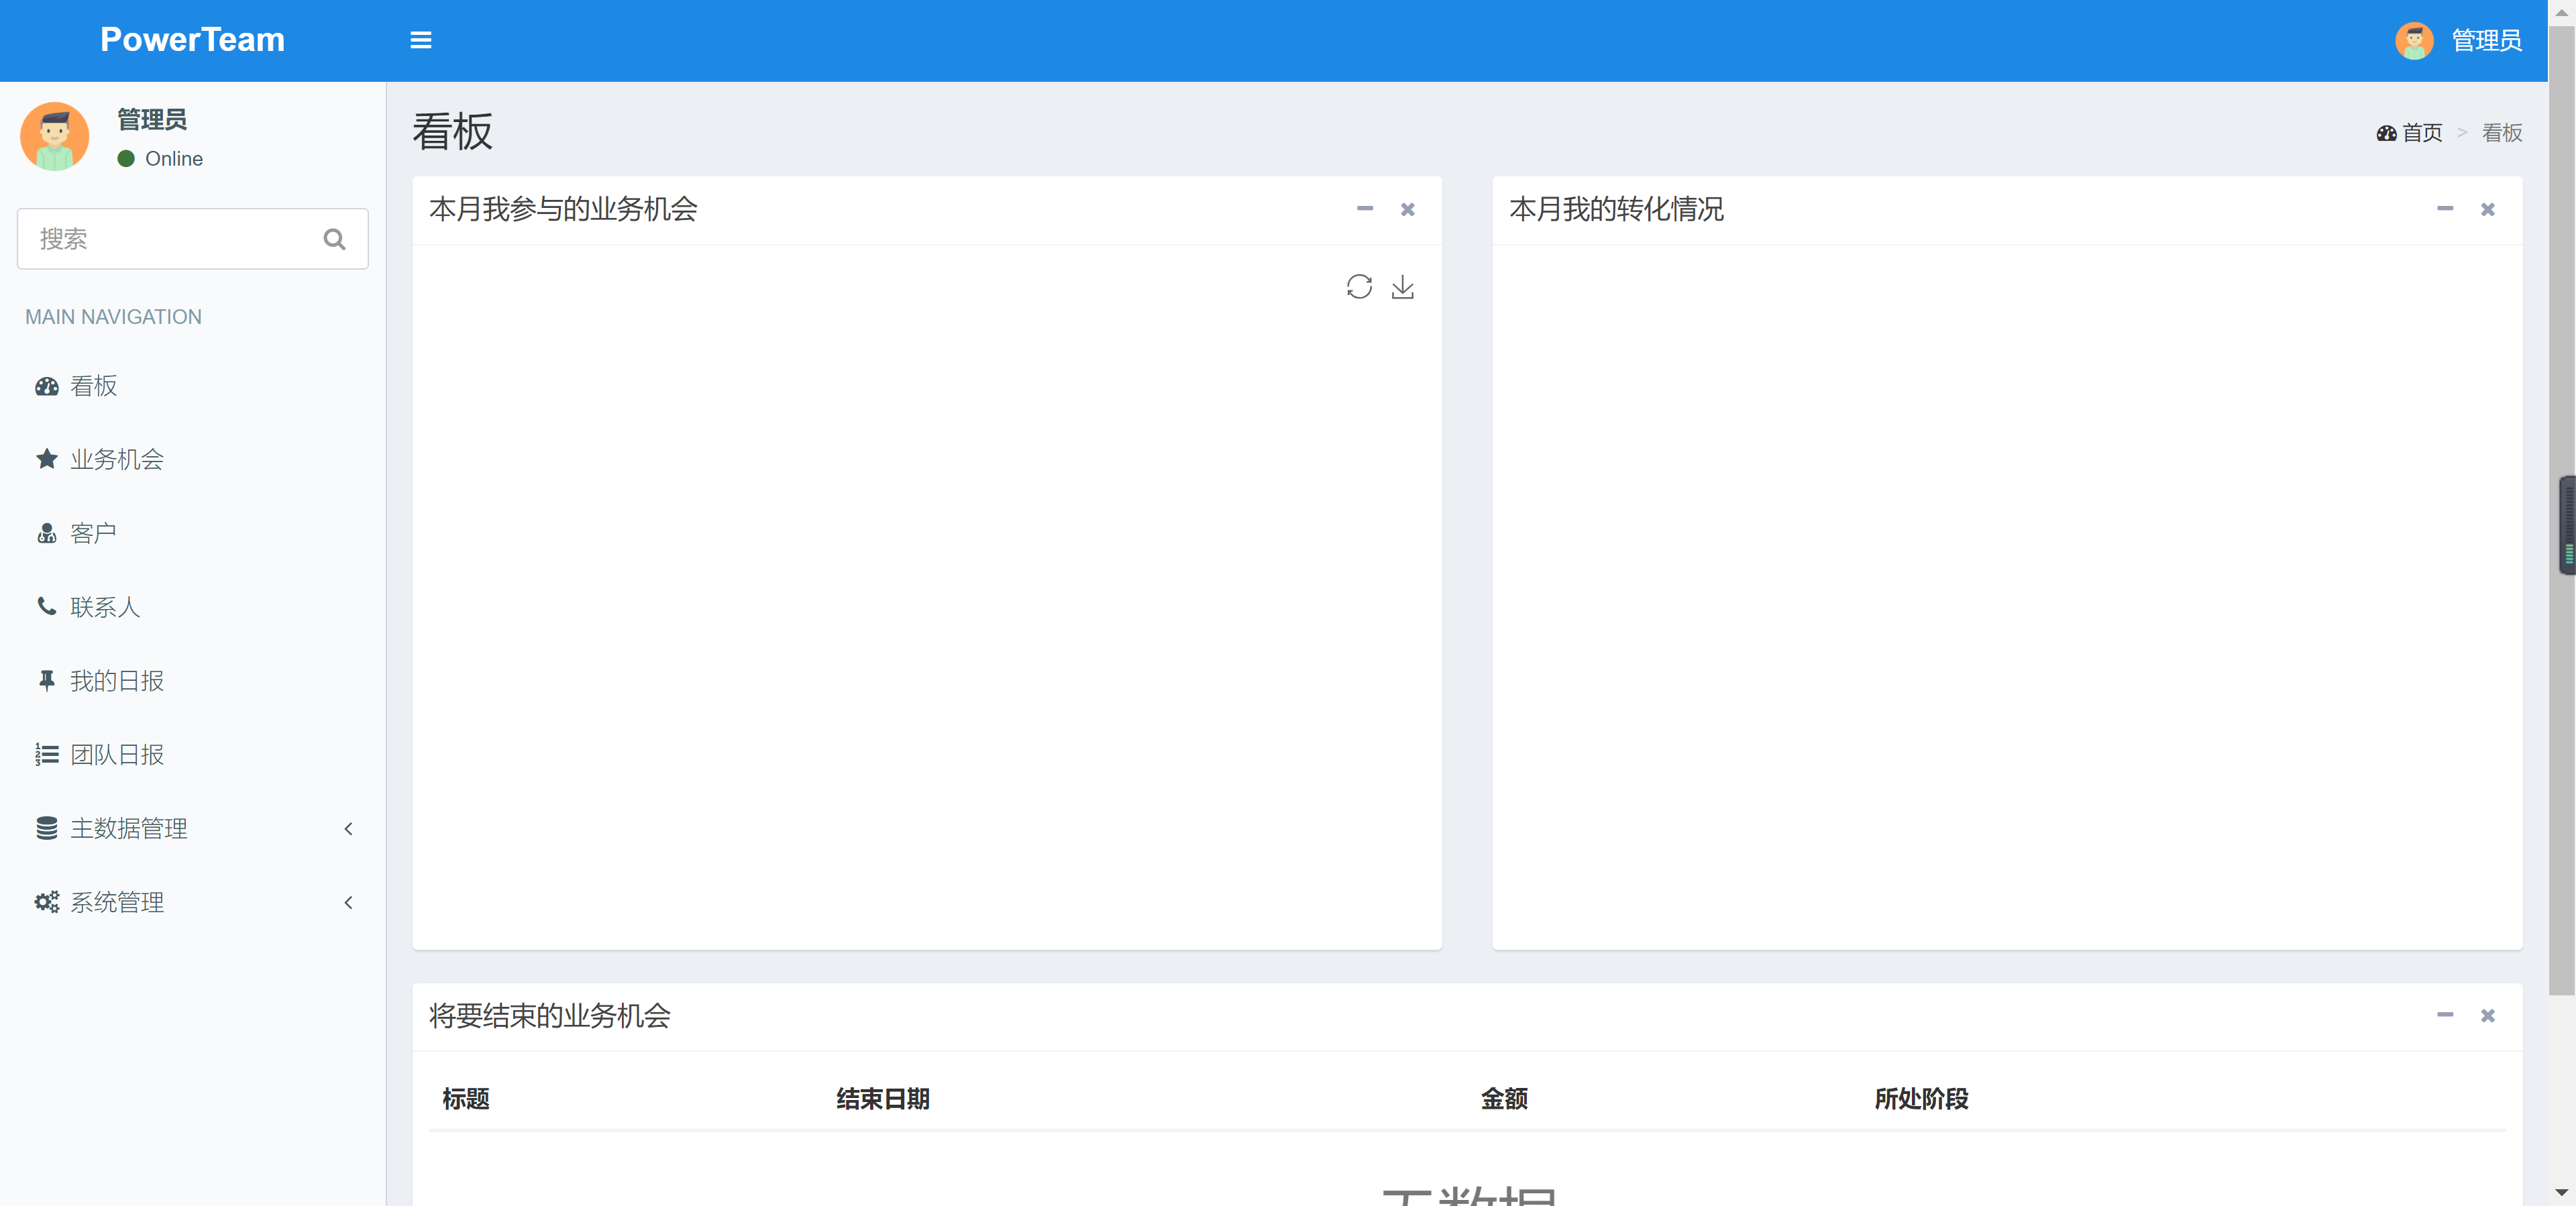 PowerTeam
管理员
管理员
Online
搜索
MAIN NAVIGATION
看板
业务机会
客户
联系人
我的日报
团队日报
主数据管理
系统管理
看板
首页 > 看板
本月我参与的业务机会
本月我的转化情况
将要结束的业务机会
标题 结束日期 金额 所处阶段
无数据